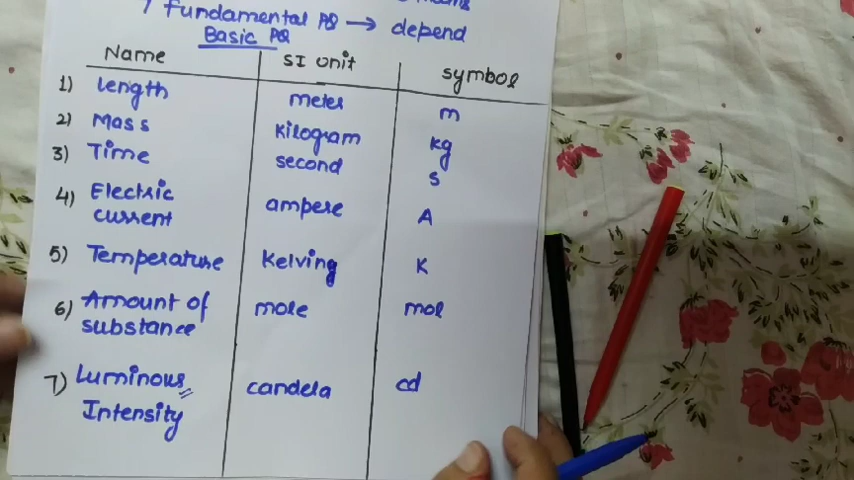 7 Fundamental PQ → depend
Basic PQ
Name SI unit symbol
1) Length meter m
2) Mass kilogram kg
3) Time second s
4) Electric current ampere A
5) Temperature Kelving K
6) Amount of substance mole mol
7) Luminous Intensity candela cd